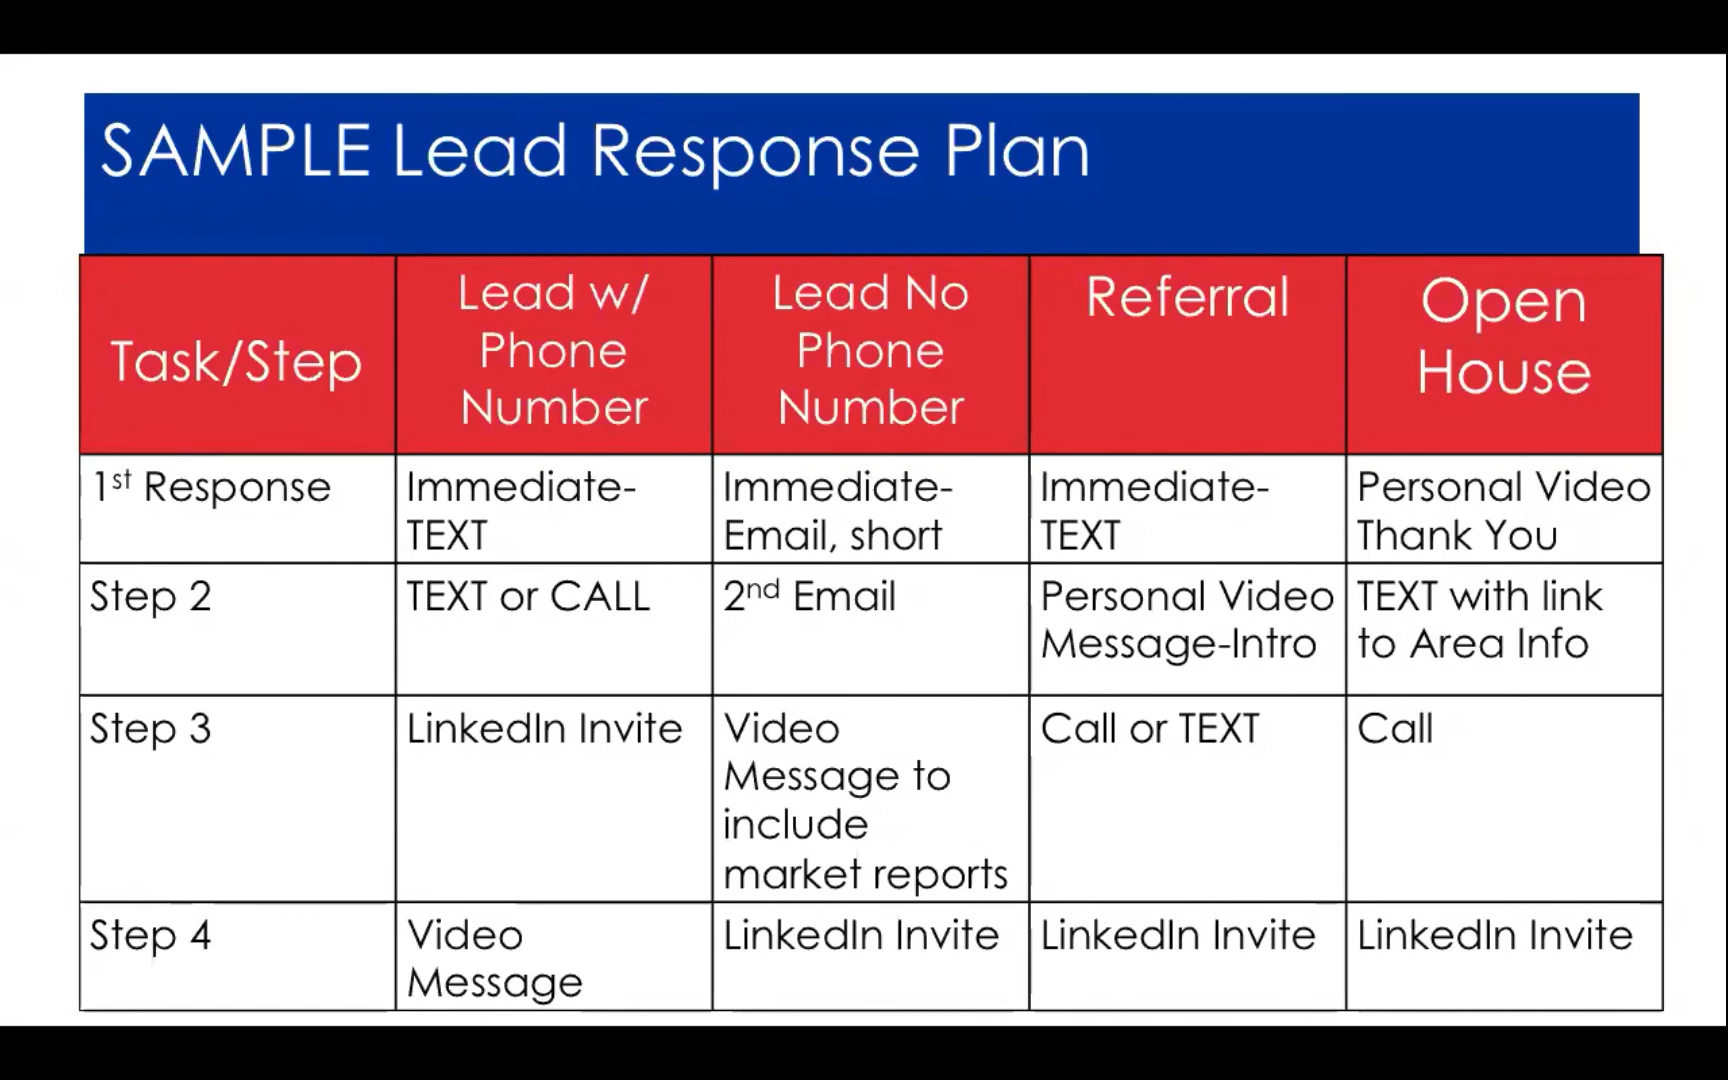 SAMPLE Lead Response Plan
Task/Step
Lead w/
Phone
Number
Lead No
Phone
Number
Referral
Open
House
1st Response
Immediate-
TEXT
Immediate-
Email, short
Immediate-
TEXT
Personal Video
Thank You
Step 2
TEXT or CALL
2nd Email
Personal Video
Message-Intro
TEXT with link
to Area Info
Step 3
LinkedIn Invite
Video
Message to
include
market reports
Call or TEXT
Call
Step 4
Video
Message
LinkedIn Invite
LinkedIn Invite
LinkedIn Invite